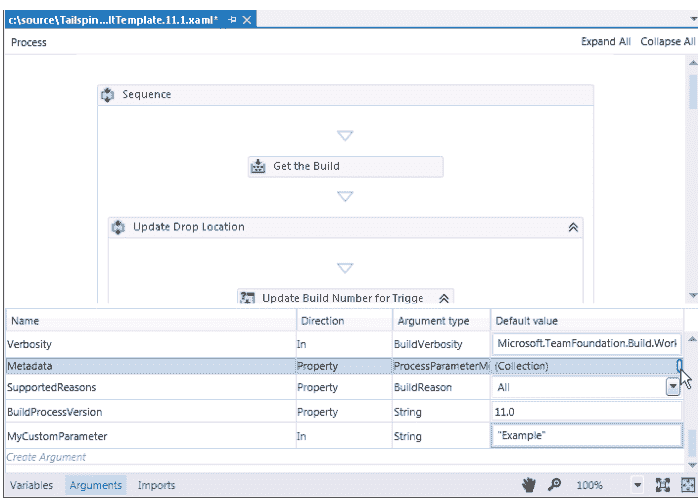 c:\source\Tailspin...ltTemplate.11.1.xaml*
Process Expand All Collapse All
Sequence
Get the Build
Update Drop Location
Update Build Number for Trigge
Name Direction Argument type Default value
Verbosity In BuildVerbosity Microsoft.TeamFoundation.Build.Work
Metadata Property ProcessParameterM (Collection)
SupportedReasons Property BuildReason All
BuildProcessVersion Property String 11.0
MyCustomParameter In String "Example"
Create Argument
Variables Arguments Imports 100%